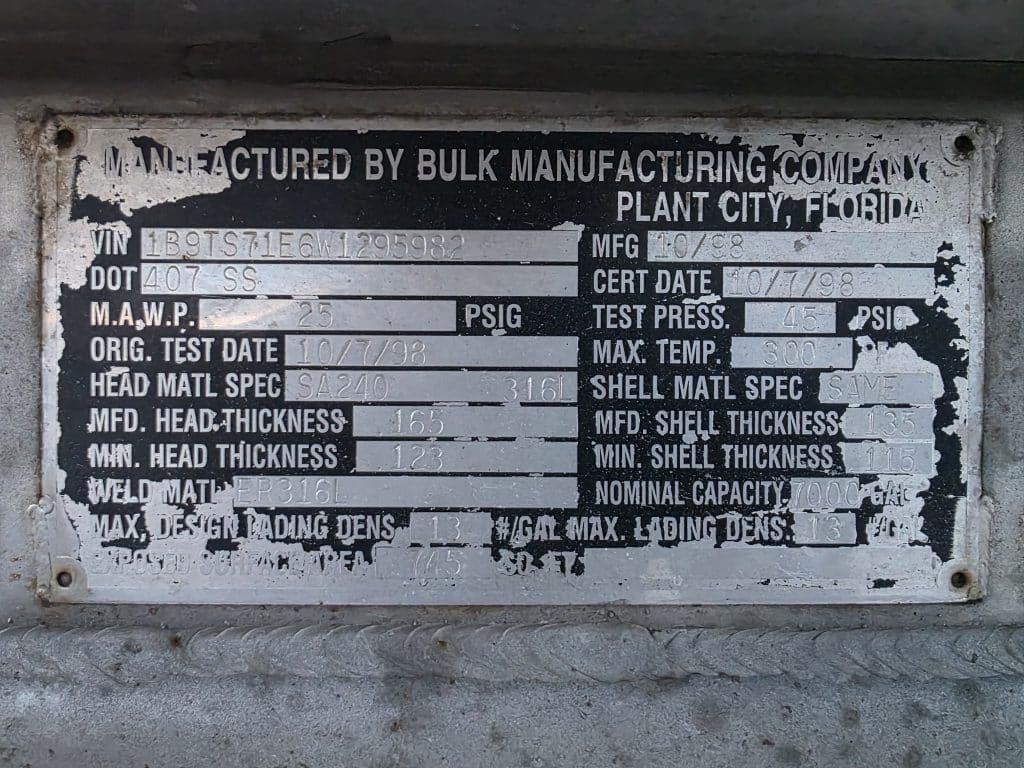 MANUFACTURED BY BULK MANUFACTURING COMPANY
PLANT CITY, FLORIDA
VIN 1B9TS71E6W1295982 MFG 10/98
DOT 407 SS CERT DATE 10/7/98
M.A.W.P. 25 PSIG TEST PRESS. 45 PSIG
ORIG. TEST DATE 10/7/98 MAX. TEMP. 300 °F
HEAD MATL SPEC SA240 316L SHELL MATL SPEC SAME
MFD. HEAD THICKNESS 165 MFD. SHELL THICKNESS 135
MIN. HEAD THICKNESS 123 MIN. SHELL THICKNESS 115
WELD MATL ER316L NOMINAL CAPACITY 7000 GAL
MAX, DESIGN LADING DENS 13 #/GAL MAX. LADING DENS. 13 #/GAL
EXPOSED SURFACE AREA 745 SQ.FT.